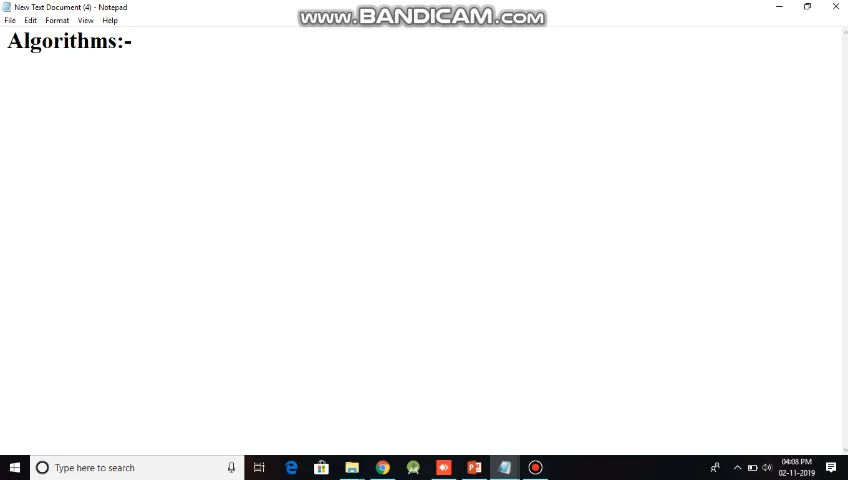 New Text Document (4) - Notepad
www.BANDICAM.com
File Edit Format View Help
Algorithms:-
Type here to search
04:08 PM
02-11-2019